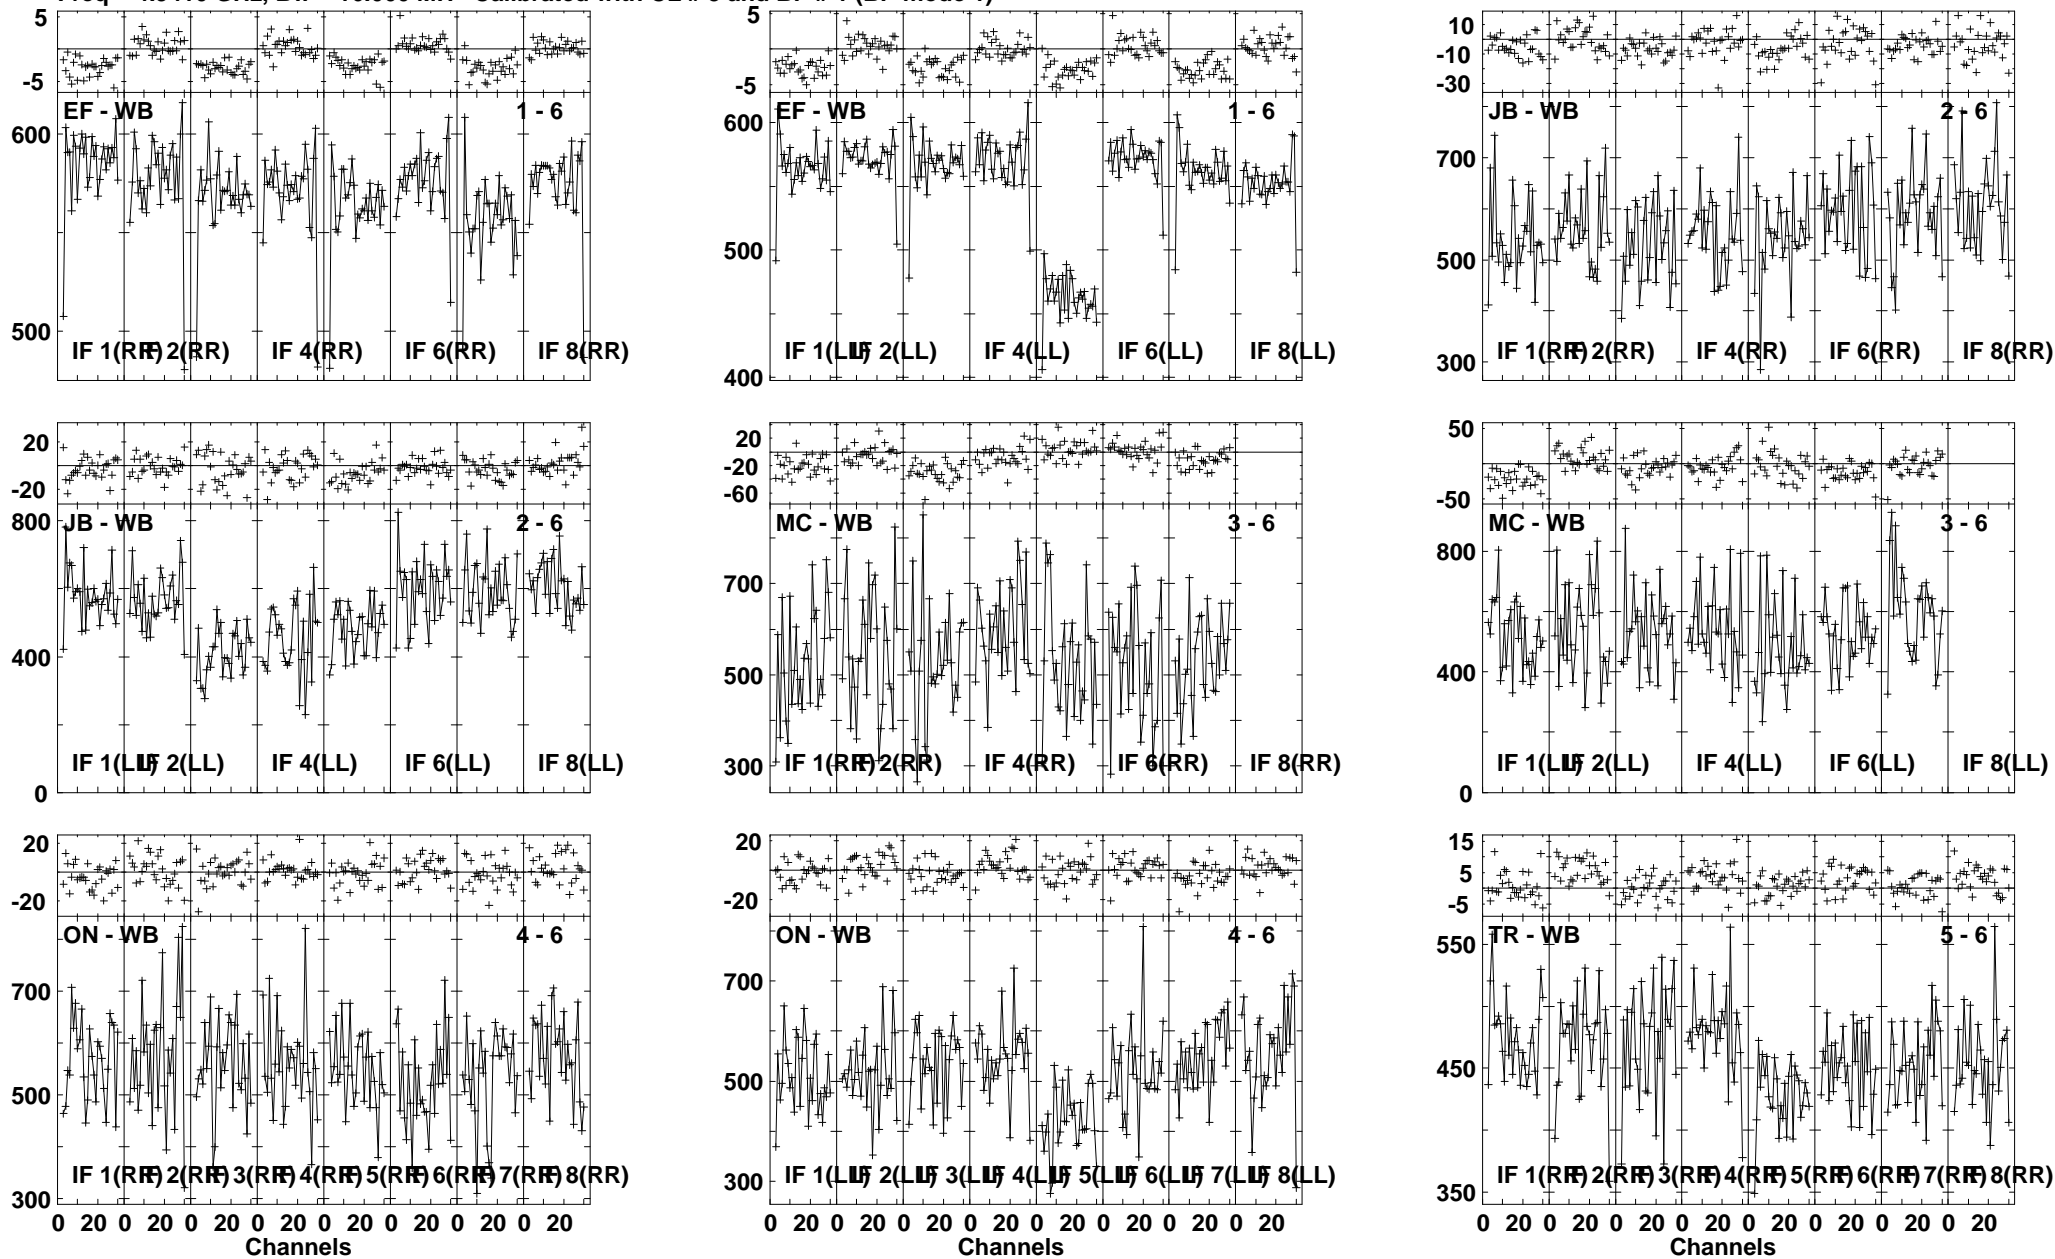 5
-5
EF - WB 1 - 6
600
500
IF 1(RR) IF 2(RR) IF 4(RR) IF 6(RR) IF 8(RR)
5
-5
EF - WB 1 - 6
600
500
400
IF 1(LL) IF 2(LL) IF 4(LL) IF 6(LL) IF 8(LL)
10
-10
-30
JB - WB 2 - 6
700
500
300
IF 1(RR) IF 2(RR) IF 4(RR) IF 6(RR) IF 8(RR)
20
-20
JB - WB 2 - 6
800
400
0
IF 1(LL) IF 2(LL) IF 4(LL) IF 6(LL) IF 8(LL)
20
-20
-60
MC - WB 3 - 6
700
500
300
IF 1(RR) IF 2(RR) IF 4(RR) IF 6(RR) IF 8(RR)
50
-50
MC - WB 3 - 6
800
400
0
IF 1(LL) IF 2(LL) IF 4(LL) IF 6(LL) IF 8(LL)
20
-20
ON - WB 4 - 6
700
500
300
IF 1(RR) IF 2(RR) IF 3(RR) IF 4(RR) IF 5(RR) IF 6(RR) IF 7(RR) IF 8(RR)
0 20 0 20 0 20 0 20 0 20 0 20 0 20 0 20
Channels
20
-20
ON - WB 4 - 6
700
500
300
IF 1(LL) IF 2(LL) IF 3(LL) IF 4(LL) IF 5(LL) IF 6(LL) IF 7(LL) IF 8(LL)
0 20 0 20 0 20 0 20 0 20 0 20 0 20 0 20
Channels
15
5
-5
TR - WB 5 - 6
550
450
350
IF 1(RR) IF 2(RR) IF 3(RR) IF 4(RR) IF 5(RR) IF 6(RR) IF 7(RR) IF 8(RR)
0 20 0 20 0 20 0 20 0 20 0 20 0 20 0 20
Channels